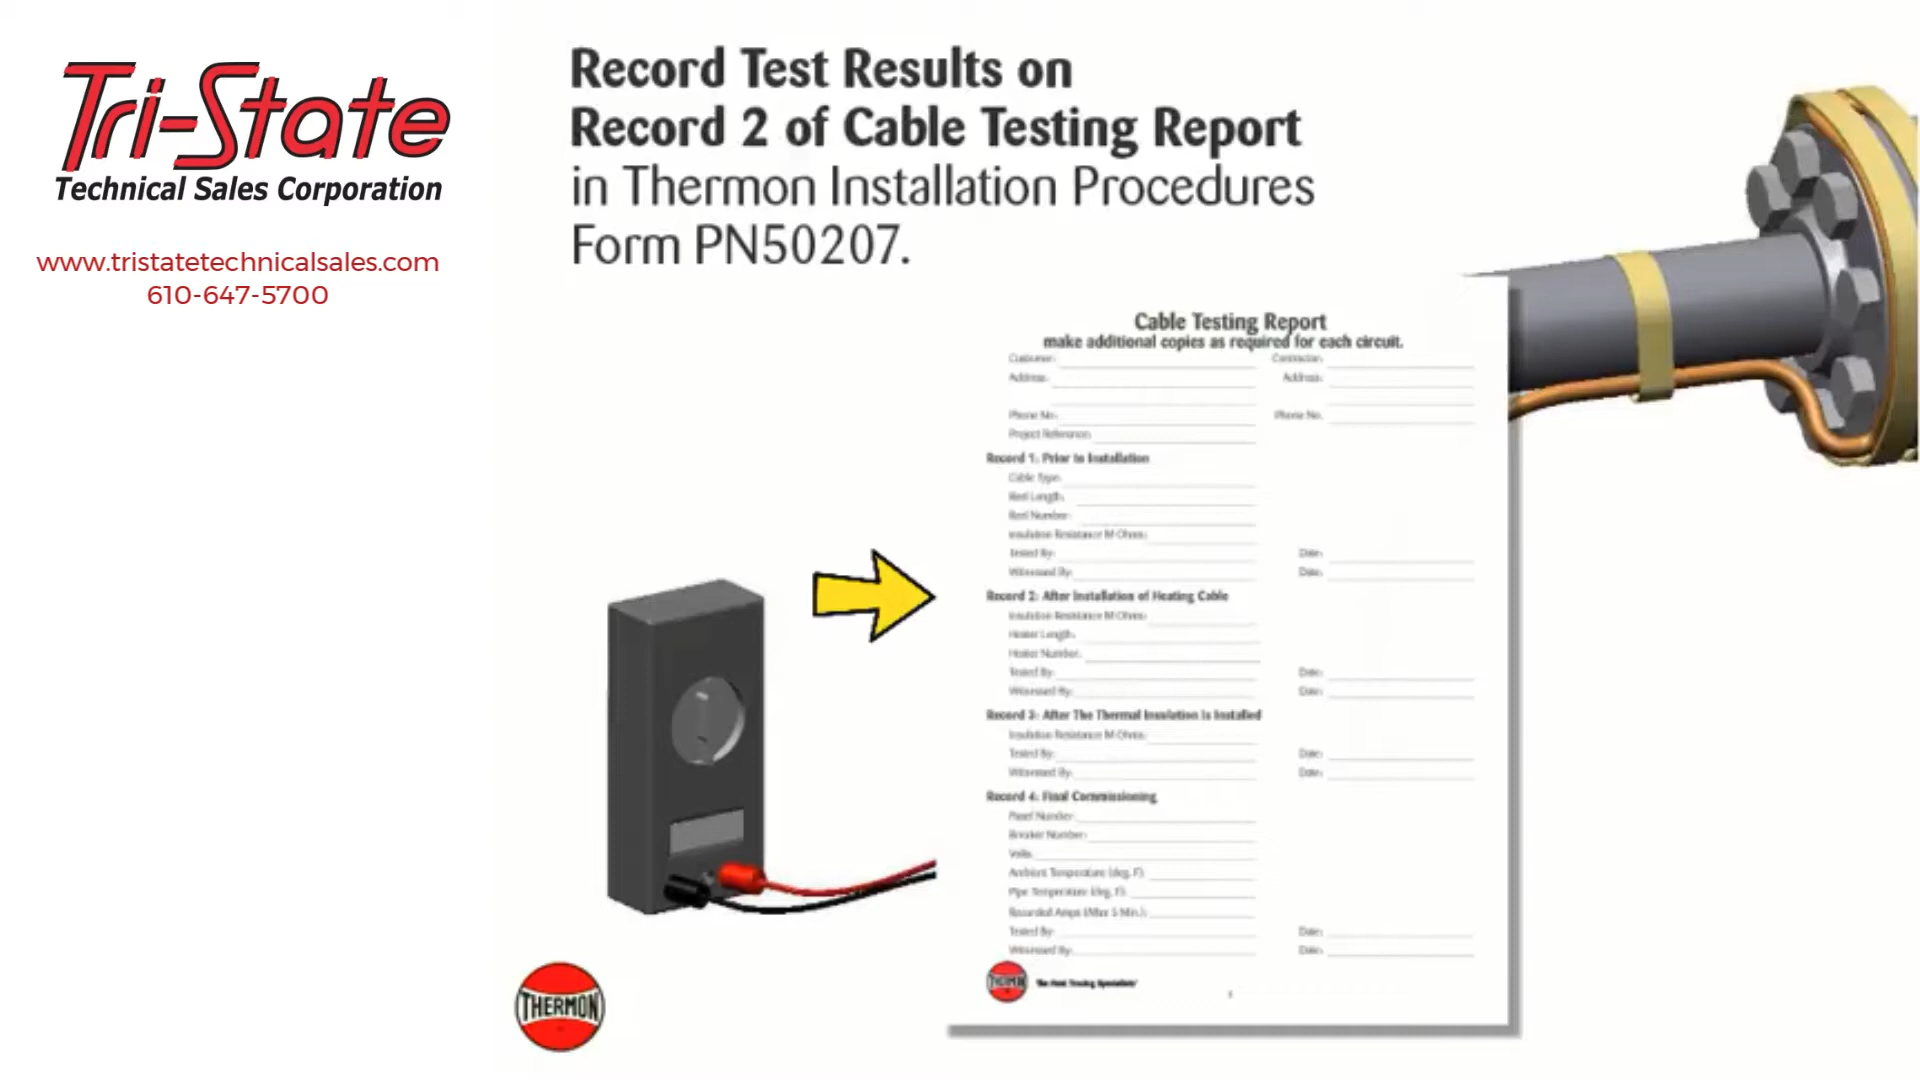 Tri-State
Technical Sales Corporation
www.tristatetechnicalsales.com
610-647-5700
Record Test Results on
Record 2 of Cable Testing Report
in Thermon Installation Procedures
Form PN50207.
Cable Testing Report
make additional copies as required for each circuit.
Customer: Contractor:
Address: Address:
Phone No: Phone No.
Project Reference:
Record 1: Prior to Installation
Cable Type:
Reel Length:
Reel Number:
Insulation Resistance M Ohms:
Tested By: Date:
Witnessed By: Date:
Record 2: After Installation of Heating Cable
Insulation Resistance M Ohms:
Heater Length:
Heater Number:
Tested By: Date:
Witnessed By: Date:
Record 3: After The Thermal Insulation Is Installed
Insulation Resistance M Ohms:
Tested By: Date:
Witnessed By: Date:
Record 4: Final Commissioning
Panel Number:
Breaker Number:
Volts:
Ambient Temperature (deg. F):
Pipe Temperature (deg. F):
Recorded Amps (After 5 Min.):
Tested By: Date:
Witnessed By: Date:
THERMON The Heat Tracing Specialists
THERMON